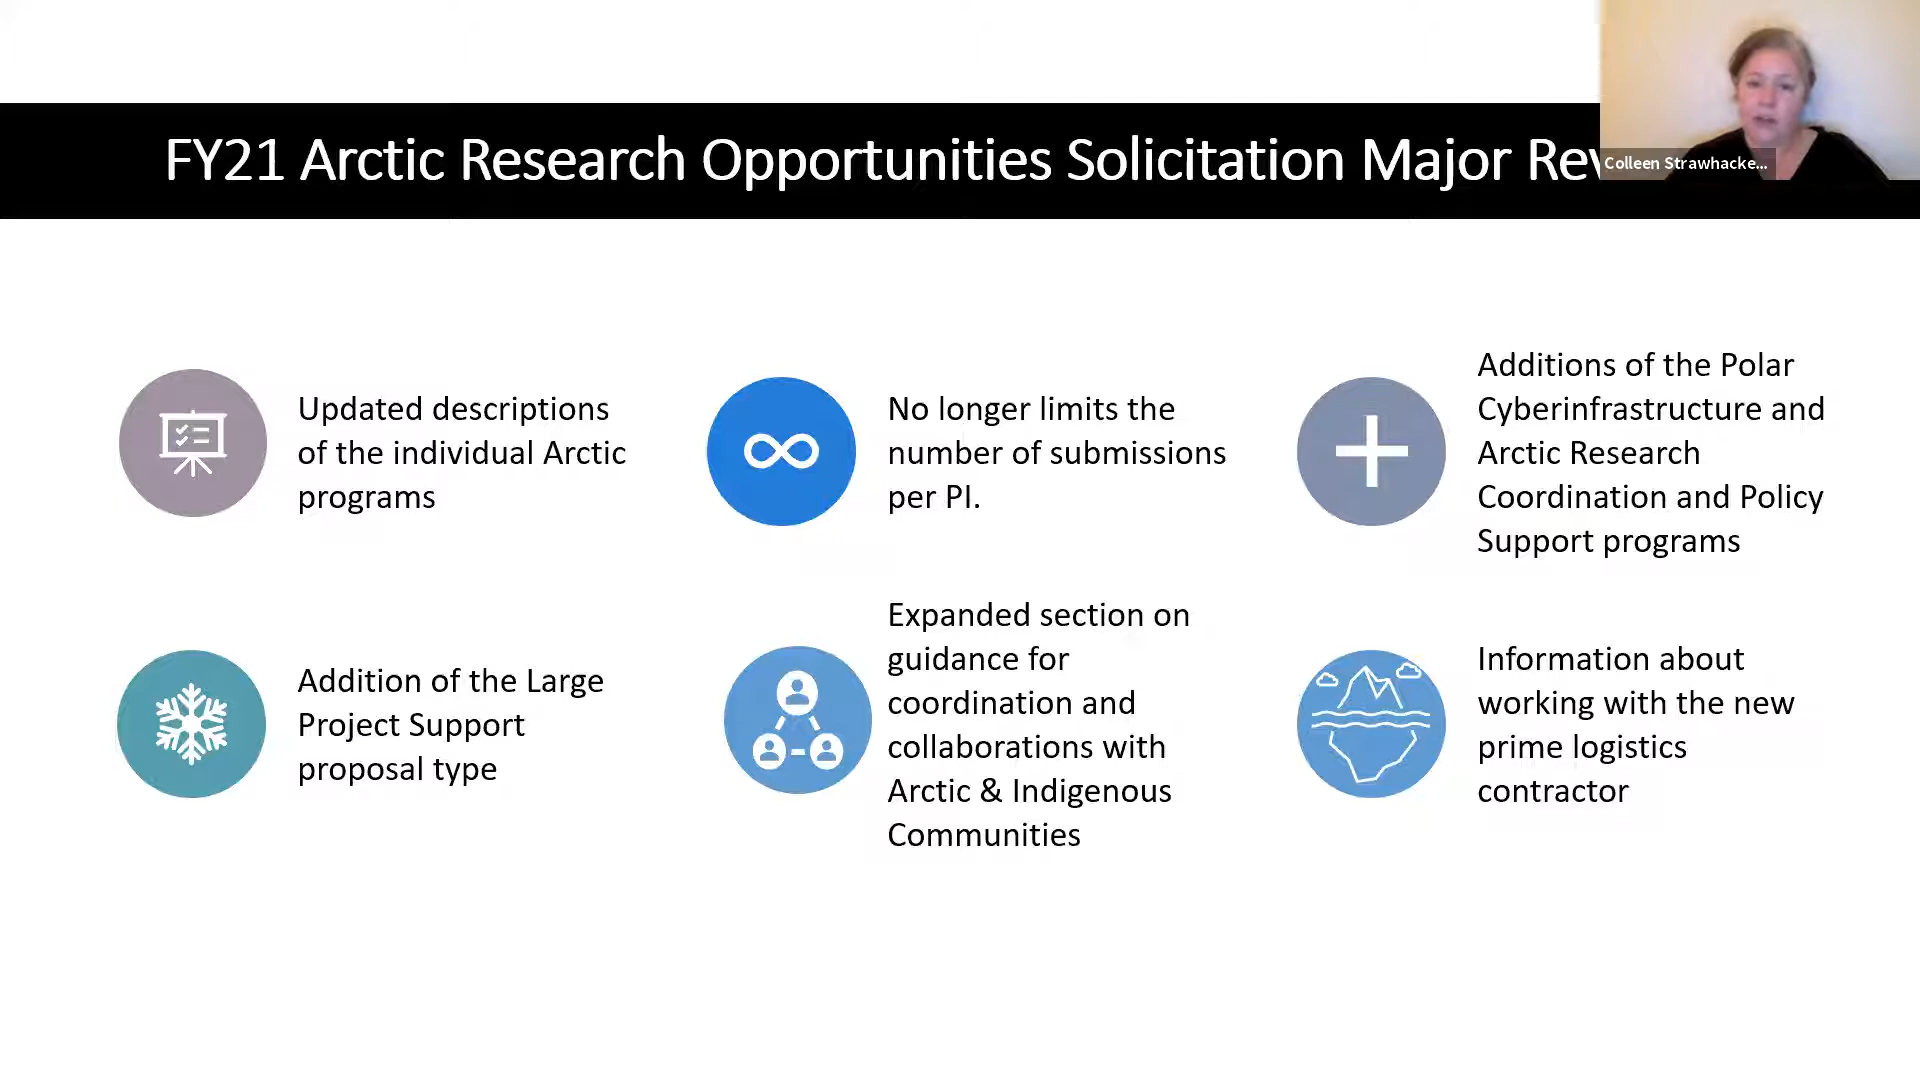 FY21 Arctic Research Opportunities Solicitation Major Rev
Colleen Strawhacke...
Updated descriptions
of the individual Arctic
programs
No longer limits the
number of submissions
per PI.
Additions of the Polar
Cyberinfrastructure and
Arctic Research
Coordination and Policy
Support programs
Addition of the Large
Project Support
proposal type
Expanded section on
guidance for
coordination and
collaborations with
Arctic & Indigenous
Communities
Information about
working with the new
prime logistics
contractor